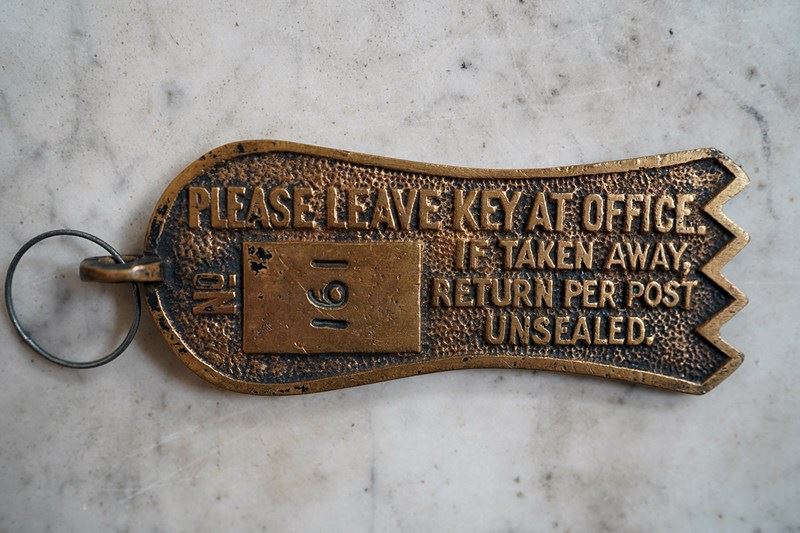 PLEASE LEAVE KEY AT OFFICE.
IF TAKEN AWAY,
RETURN PER POST
UNSEALED.
No
161